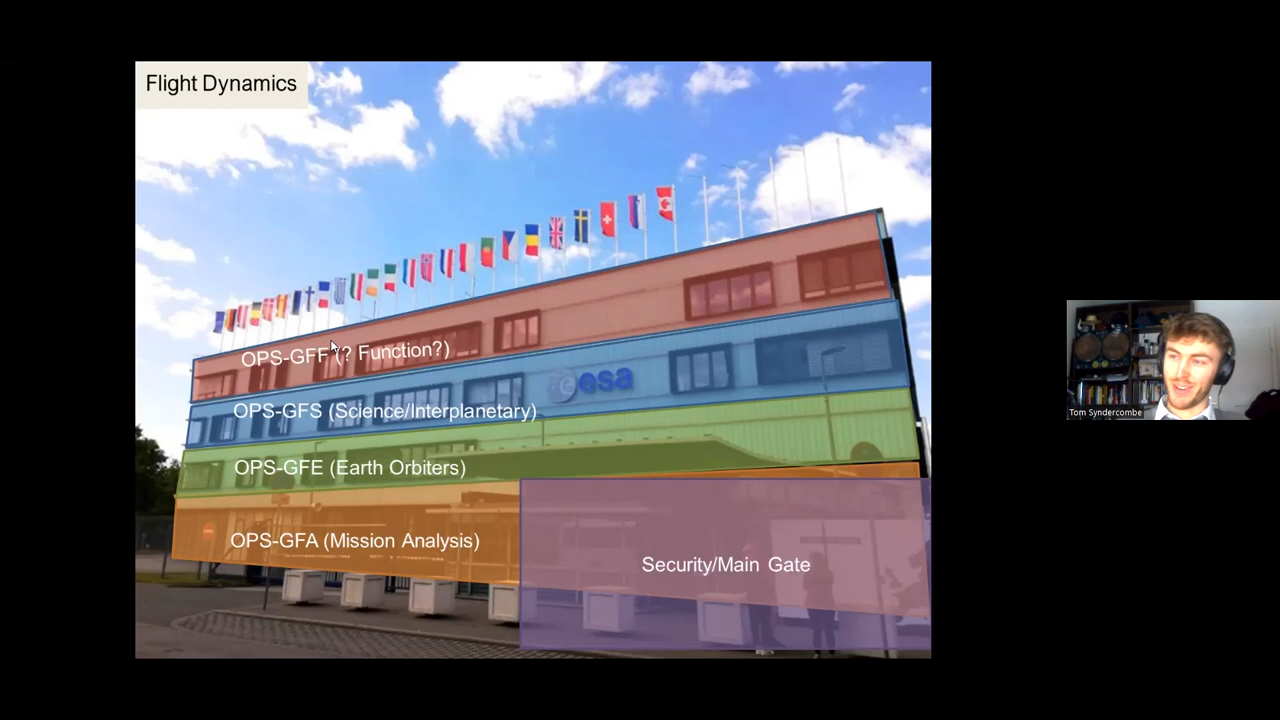 Flight Dynamics
OPS-GFF (? Function?)
esa
OPS-GFS (Science/Interplanetary)
OPS-GFE (Earth Orbiters)
OPS-GFA (Mission Analysis)
Security/Main Gate
Tom Syndercombe